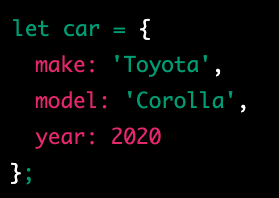 let car = {
  make: 'Toyota',
  model: 'Corolla',
  year: 2020
};